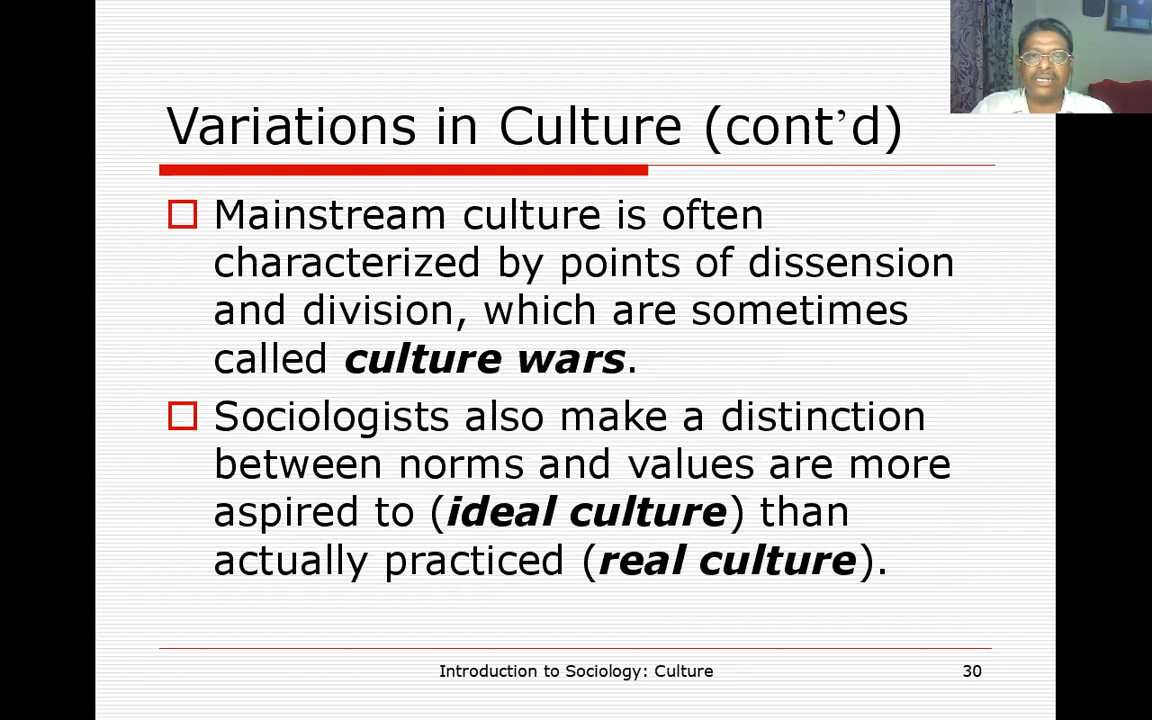 Variations in Culture (cont’d)
Mainstream culture is often
characterized by points of dissension
and division, which are sometimes
called culture wars.
Sociologists also make a distinction
between norms and values are more
aspired to (ideal culture) than
actually practiced (real culture).
Introduction to Sociology: Culture
30